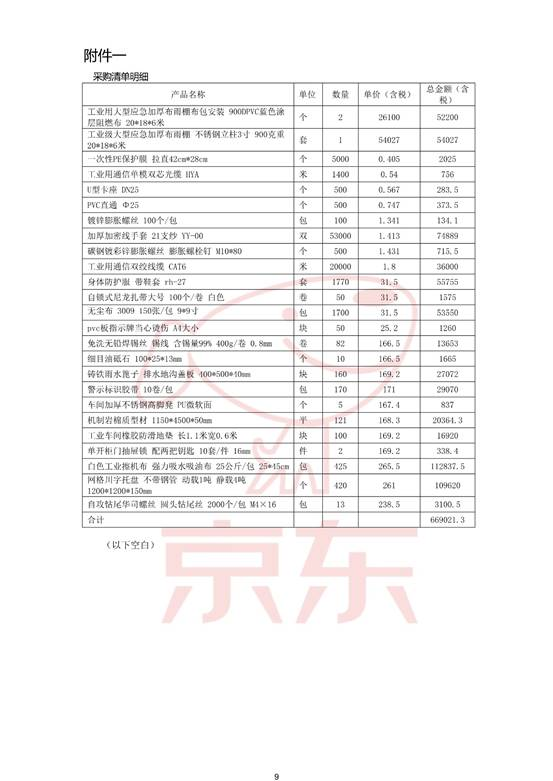 附件一
采购清单明细
产品名称 单位 数量 单价（含税） 总金额（含税）
工业用大型应急加厚布雨棚布包安装 900DPVC蓝色涂层阻燃布 20*18*6米 个 2 26100 52200
工业级大型应急加厚布雨棚 不锈钢立柱3寸 900克重 20*18*6米 套 1 54027 54027
一次性PE保护膜 拉直42cm*28cm 个 5000 0.405 2025
工业用通信单模双芯光缆 HYA 米 1400 0.54 756
U型卡座 DN25 个 500 0.567 283.5
PVC直通 Φ25 个 500 0.747 373.5
镀锌膨胀螺丝 100个/包 包 100 1.341 134.1
加厚加密线手套 21支纱 YY-00 双 53000 1.413 74889
碳钢镀彩锌膨胀螺丝 膨胀螺栓钉 M10*80 个 500 1.431 715.5
工业用通信双绞线缆 CAT6 米 20000 1.8 36000
身体防护服 带鞋套 rh-27 套 1770 31.5 55755
自锁式尼龙扎带大号 100个/卷 白色 卷 50 31.5 1575
无尘布 3009 150张/包 9*9寸 包 1700 31.5 53550
pvc板指示牌当心烫伤 A4大小 块 50 25.2 1260
免洗无铅焊锡丝 锡线 含锡量99% 400g/卷 0.8mm 卷 82 166.5 13653
细目油砥石 100*25*13mm 个 10 166.5 1665
铸铁雨水篦子 排水地沟盖板 400*500*40mm 块 160 169.2 27072
警示标识胶带 10卷/包 包 170 171 29070
车间加厚不锈钢高脚凳 PU微软面 个 5 167.4 837
机制岩棉质型材 1150*4500*50mm 平 121 168.3 20364.3
工业车间橡胶防滑地垫 长1.1米宽0.6米 块 100 169.2 16920
单开柜门抽屉锁 配两把钥匙 10套/件 16mm 件 2 169.2 338.4
白色工业擦机布 强力吸水吸油布 25公斤/包 25*45cm 包 425 265.5 112837.5
网格川字托盘 不带钢管 动载1吨 静载4吨 1200*1200*150mm 个 420 261 109620
自攻钻尾华司螺丝 圆头钻尾丝 2000个/包 M4×16 包 13 238.5 3100.5
合计 669021.3
（以下空白）
京东
9